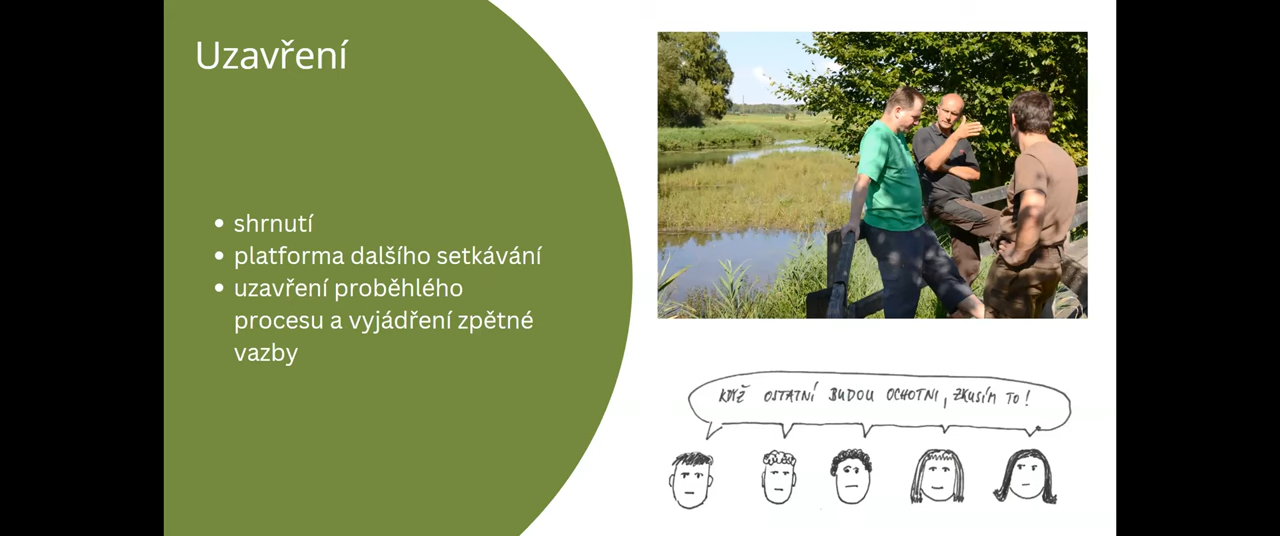 Uzavření
• shrnutí
• platforma dalšího setkávání
• uzavření proběhlého
procesu a vyjádření zpětné
vazby
KDYŽ OSTATNÍ BUDOU OCHOTNI, ZKUSÍM TO!